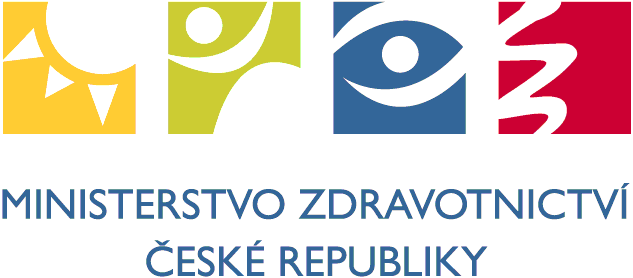 MINISTERSTVO ZDRAVOTNICTVÍ
ČESKÉ REPUBLIKY